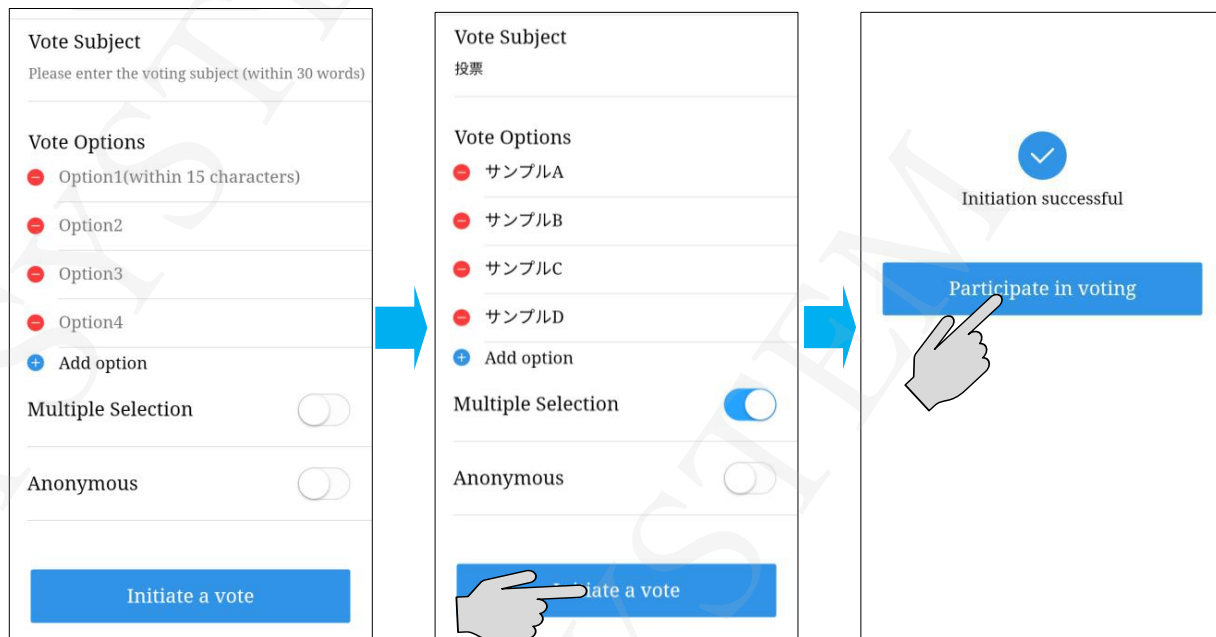 Vote Subject
Please enter the voting subject (within 30 words)
Vote Options
Option1(within 15 characters)
Option2
Option3
Option4
Add option
Multiple Selection
Anonymous
Initiate a vote
Vote Subject
投票
Vote Options
サンプルA
サンプルB
サンプルC
サンプルD
Add option
Multiple Selection
Anonymous
iate a vote
Initiation successful
Participate in voting